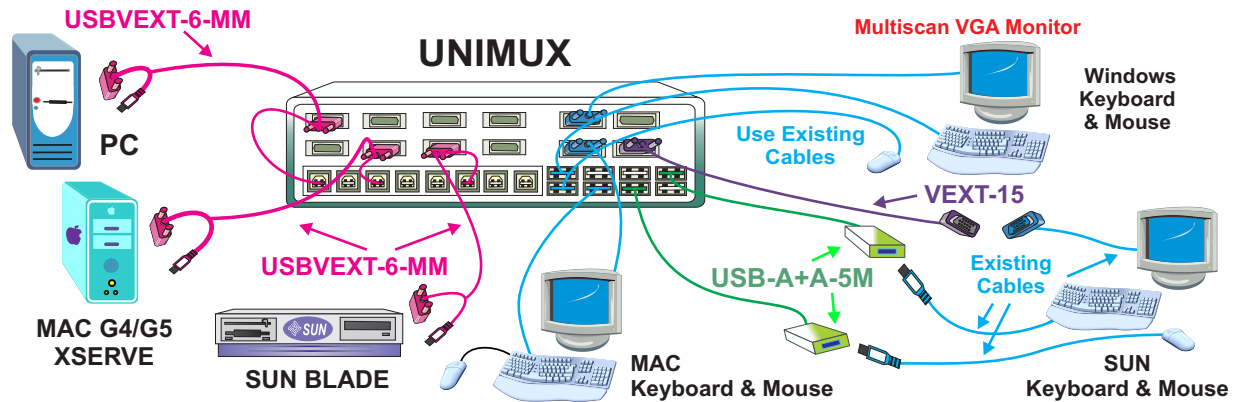 USBVEXT-6-MM
UNIMUX
Multiscan VGA Monitor
Windows
Keyboard
& Mouse
PC
Use Existing
Cables
VEXT-15
USBVEXT-6-MM
USB-A+A-5M
Existing
Cables
MAC G4/G5
XSERVE
SUN
SUN BLADE
MAC
Keyboard & Mouse
SUN
Keyboard & Mouse